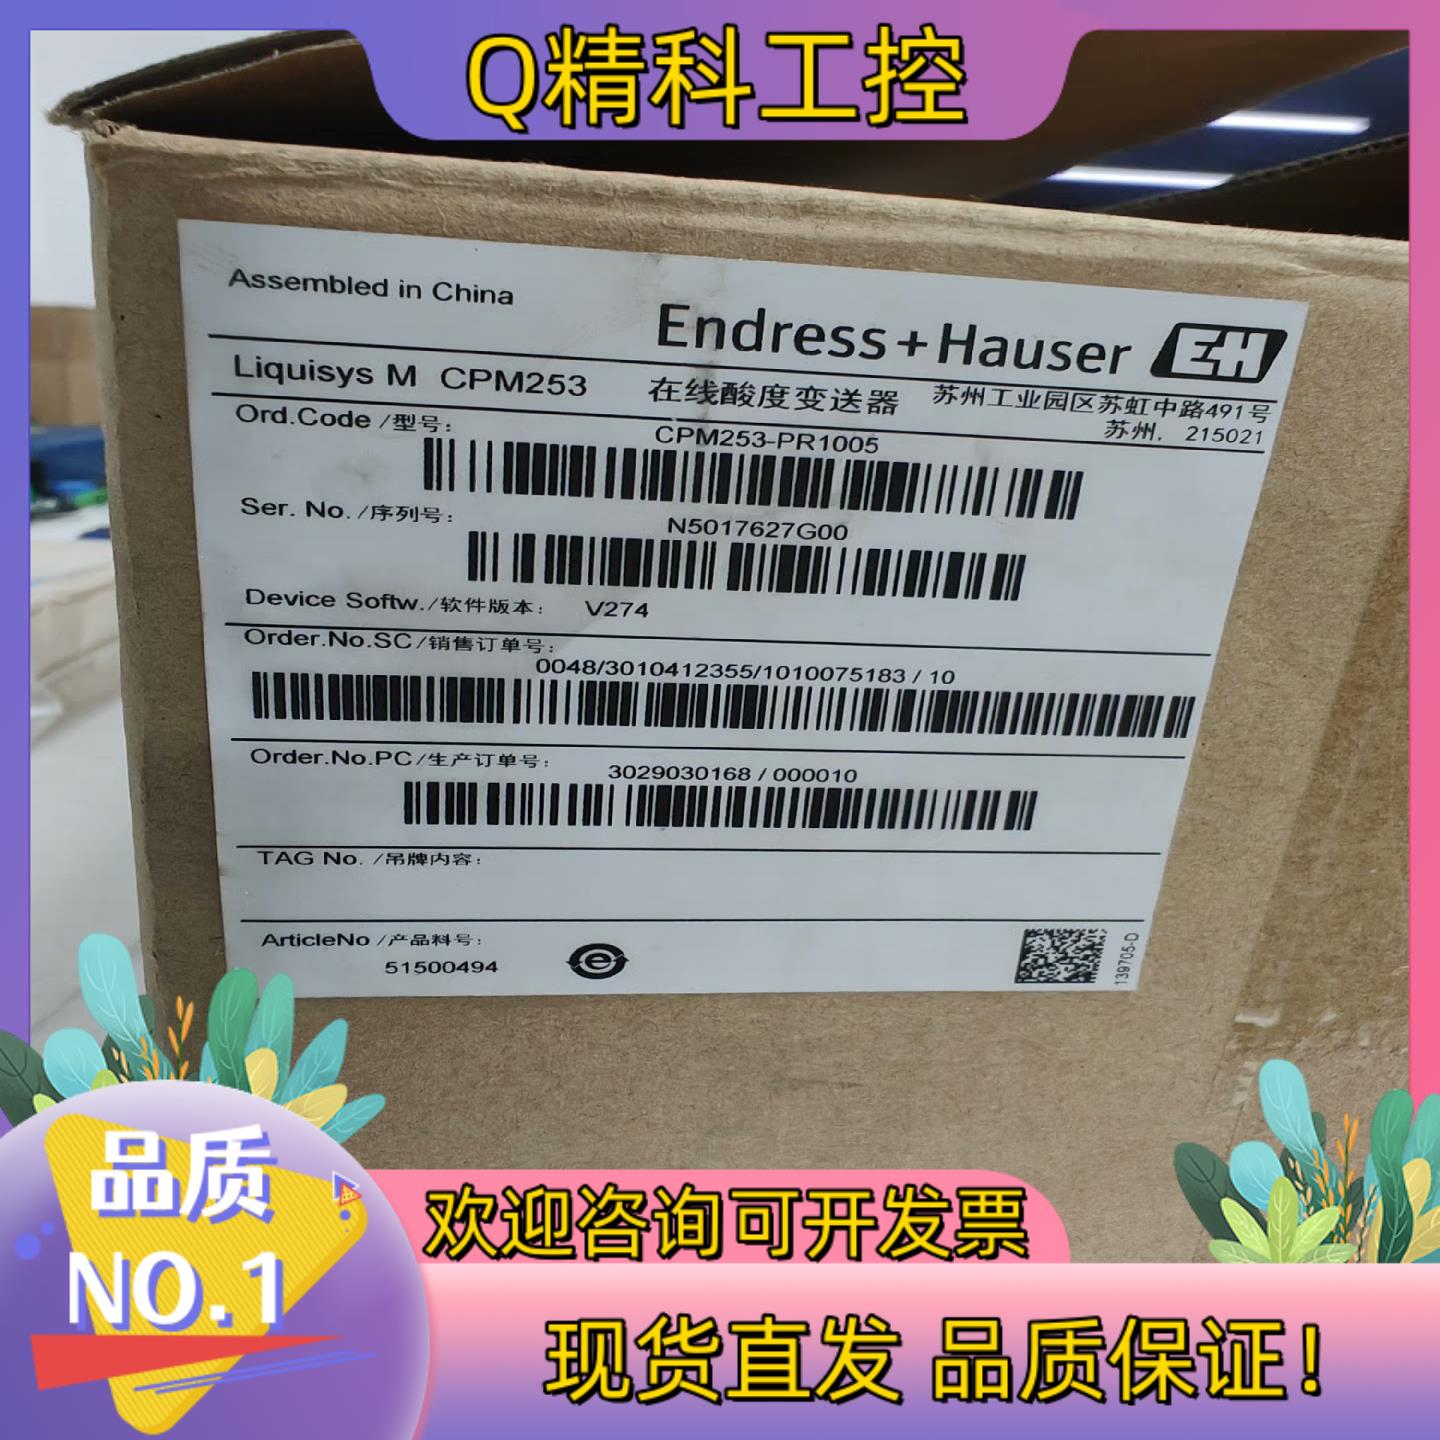 Q精科工控
Assembled in China
Endress+Hauser EH
Liquisys M CPM253 在线酸度变送器
苏州工业园区苏虹中路491号
苏州, 215021
Ord.Code /型号:
CPM253-PR1005
Ser. No. /序列号:
N5017627G00
Device Softw./软件版本: V274
Order.No.SC/销售订单号:
0048/3010412355/1010075183 / 10
Order.No.PC/生产订单号:
3029030168 / 000010
TAG No. /吊牌内容:
ArticleNo /产品料号:
51500494
e
139705-D
品质
NO.1
欢迎咨询可开发票
现货直发 品质保证!